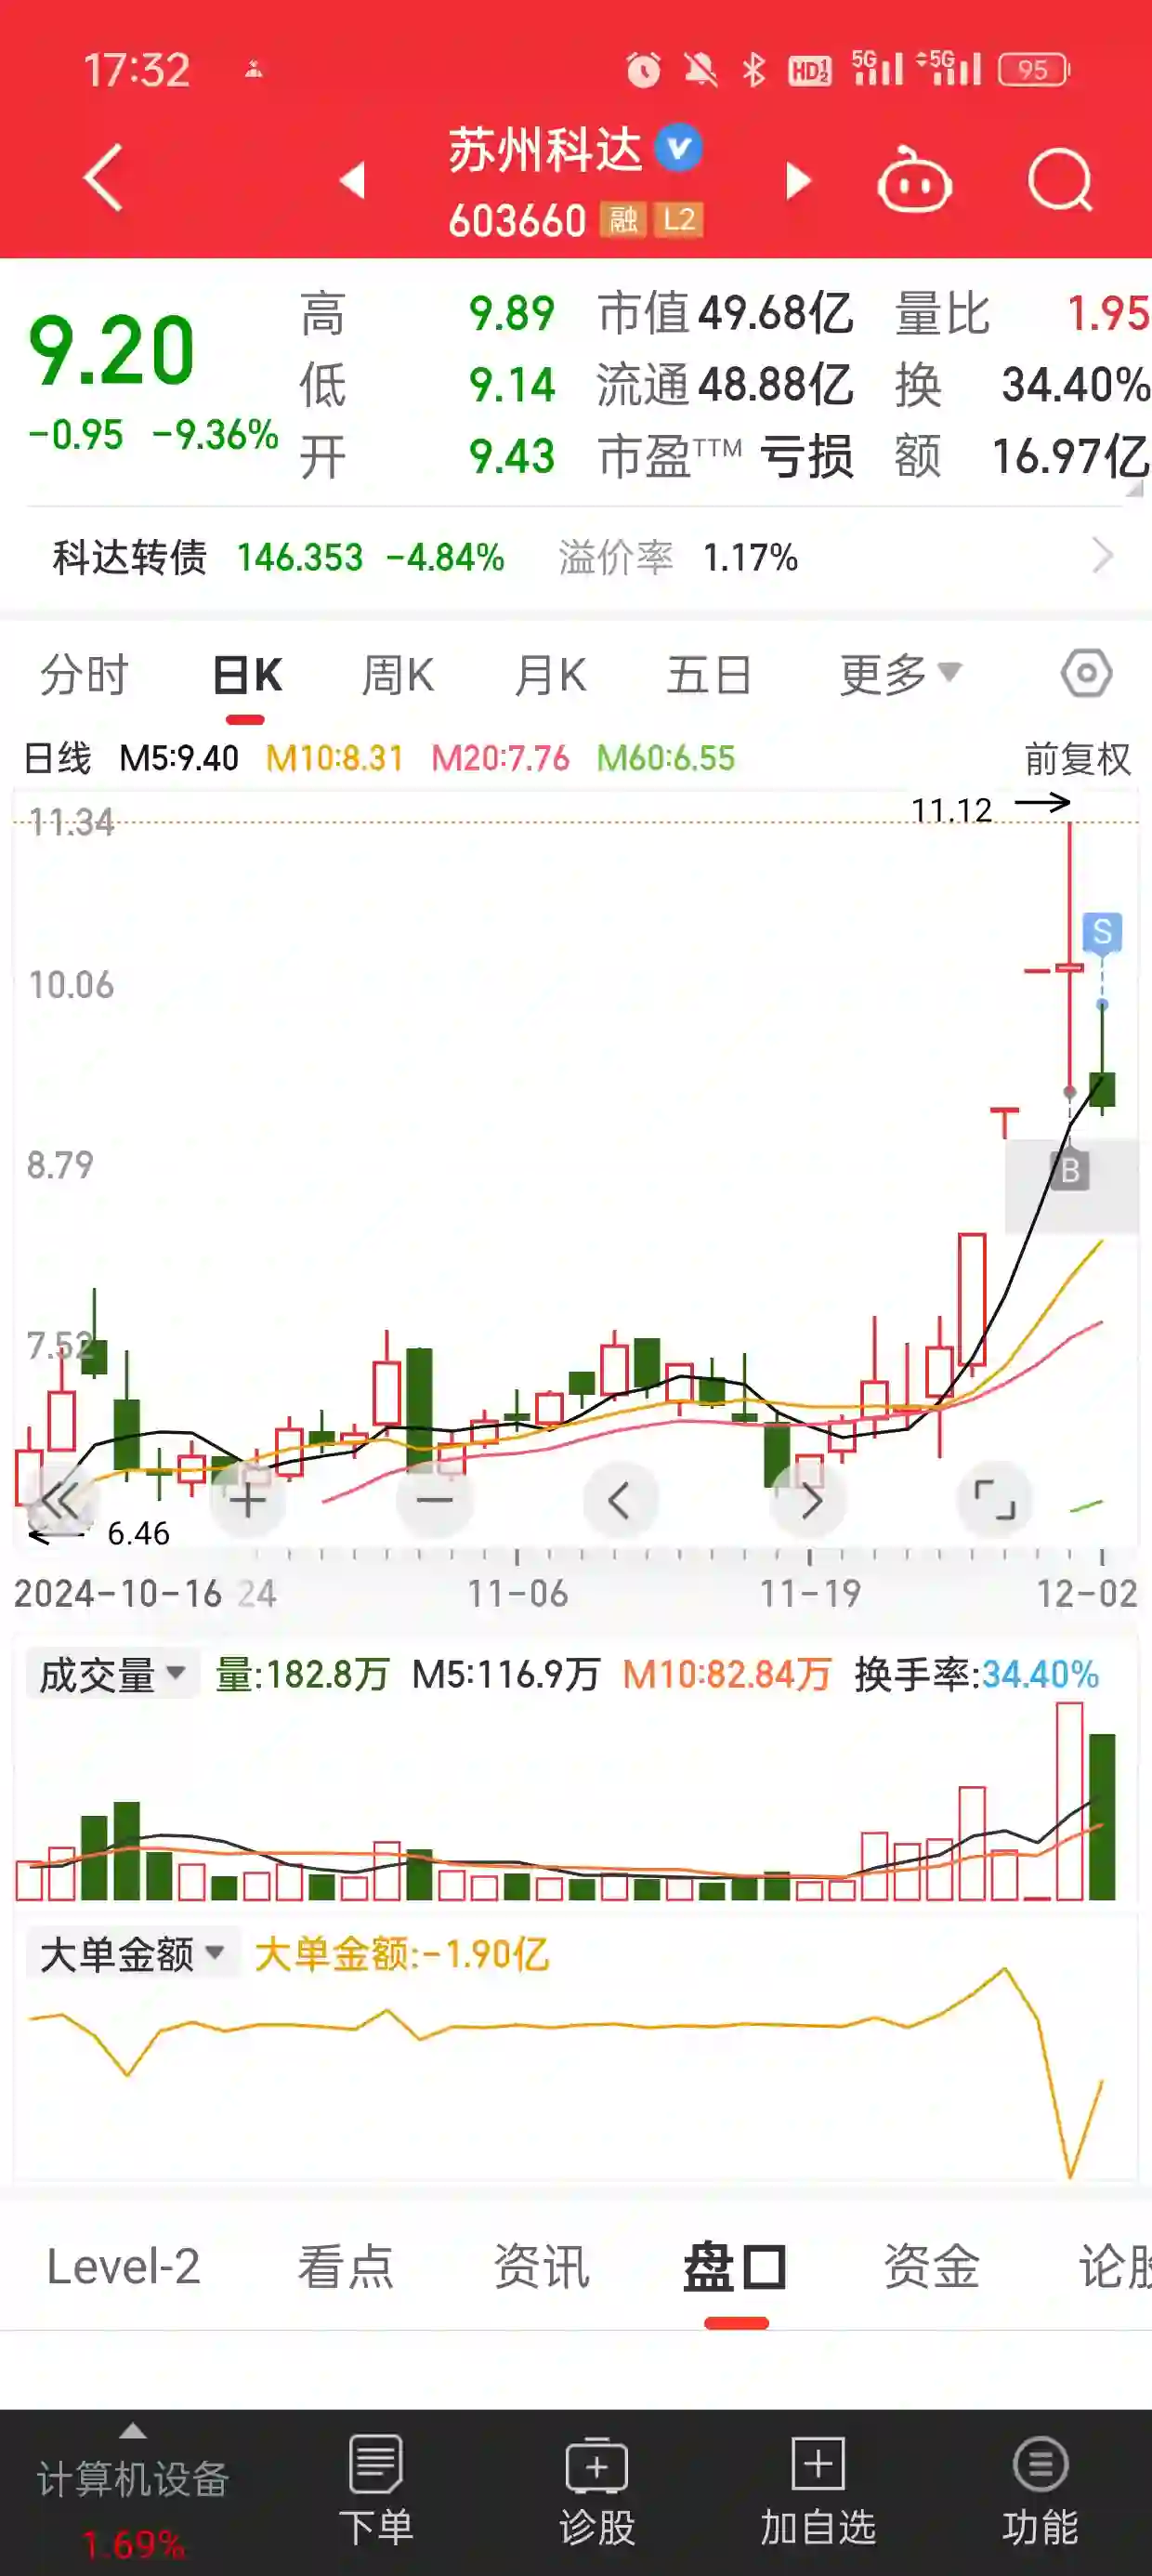 17:32 HD 1 2 5G 5G 95
苏州科达
603660 融 L2
9.20
-0.95 -9.36%
高 9.89 市值 49.68亿 量比 1.95
低 9.14 流通 48.88亿 换 34.40%
开 9.43 市盈TTM 亏损 额 16.97亿
科达转债 146.353 -4.84% 溢价率 1.17%
分时 日K 周K 月K 五日 更多
日线 M5:9.40 M10:8.31 M20:7.76 M60:6.55 前复权
11.34 11.12
S
10.06
8.79 B
7.52
6.46
2024-10-16 24 11-06 11-19 12-02
成交量 量:182.8万 M5:116.9万 M10:82.84万 换手率:34.40%
大单金额 大单金额:-1.90亿
Level-2 看点 资讯 盘口 资金 论股
计算机设备
1.69%
下单 诊股 加自选 功能